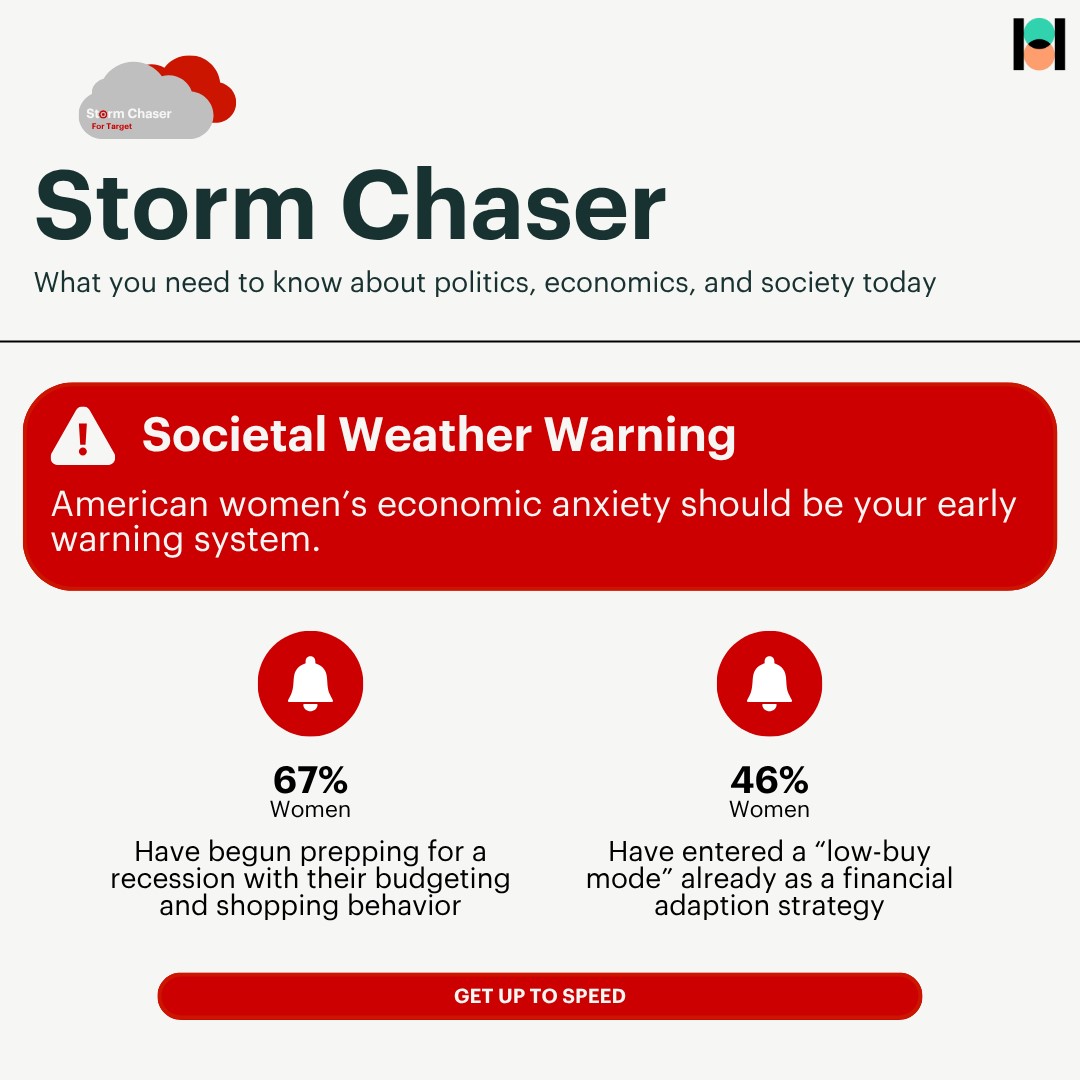 Storm Chaser
For Target
Storm Chaser
What you need to know about politics, economics, and society today
Societal Weather Warning
American women’s economic anxiety should be your early
warning system.
67%
Women
Have begun prepping for a
recession with their budgeting
and shopping behavior
46%
Women
Have entered a “low-buy
mode” already as a financial
adaption strategy
GET UP TO SPEED